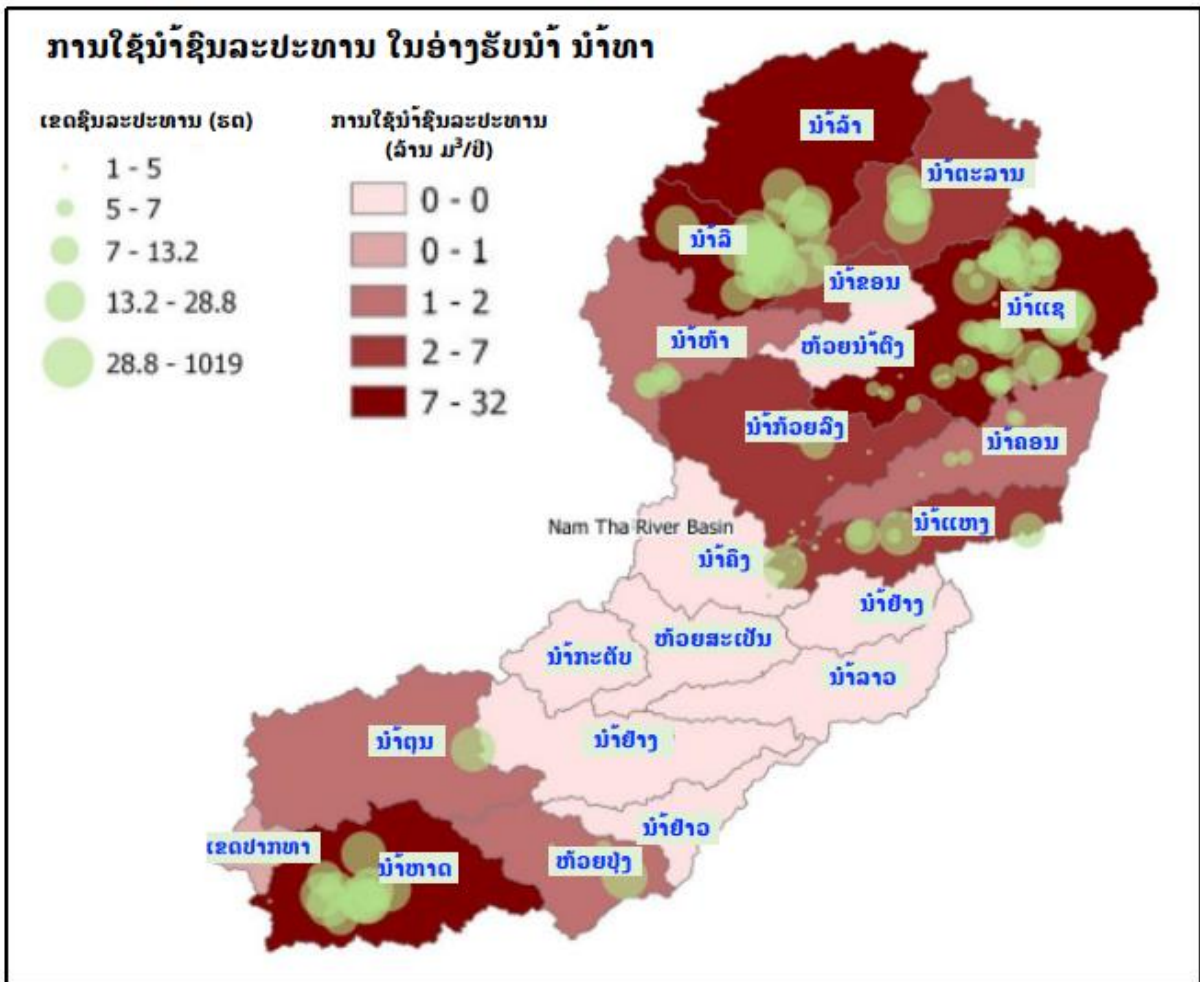 ການໃຊ້ນໍ້າຊົນລະປະທານ ໃນອ່າງຮັບນໍ້າ ນໍ້າທາ
ເຂດຊົນລະປະທານ (ຮຕ)
1 - 5
5 - 7
7 - 13.2
13.2 - 28.8
28.8 - 1019
ການໃຊ້ນໍ້າຊົນລະປະທານ
(ລ້ານ ມ³/ປີ)
0 - 0
0 - 1
1 - 2
2 - 7
7 - 32
ນໍ້າລ້າ
ນໍ້າຕະລານ
ນໍ້າລື
ນໍ້າຂອນ
ນໍ້າແຊ
ນໍ້າຫ້າ
ຫ້ວຍນໍ້າຕົງ
ນໍ້າກ້ວຍລົງ
ນໍ້າຄອນ
Nam Tha River Basin
ນໍ້າແຫງ
ນໍ້າຄຶງ
ນໍ້າຢ່າງ
ຫ້ວຍສະເປັນ
ນໍ້າກະຕັບ
ນໍ້າລາວ
ນໍ້າຕຸນ
ນໍ້າຢ່າງ
ນໍ້າຢ່າວ
ເຂດປາກທາ
ນໍ້າຫາດ
ຫ້ວຍປຸ່ງ